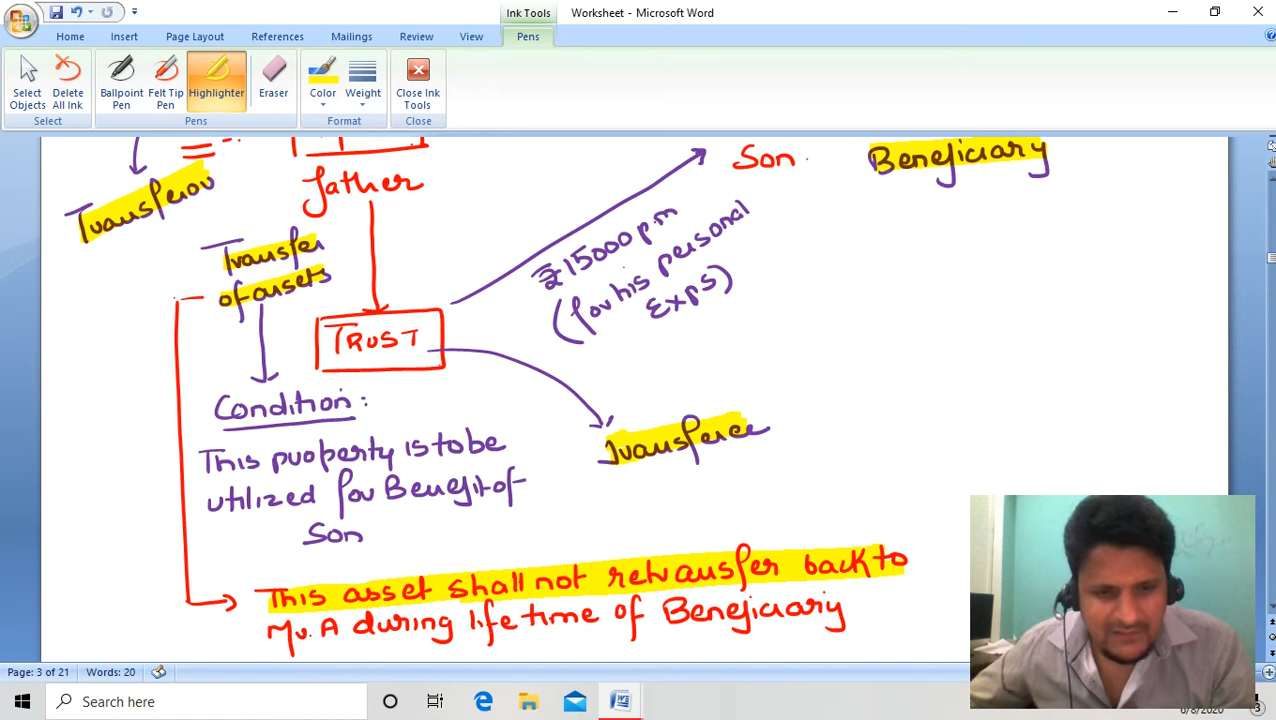 Ink Tools
Worksheet - Microsoft Word
Home Insert Page Layout References Mailings Review View Pens
Select Objects
Delete All Ink
Ballpoint Pen
Felt Tip Pen
Highlighter
Eraser
Color
Weight
Close Ink Tools
Select
Pens
Format
Close
Son
Beneficiary
Transferor
father
₹15000 p.m
(for his personal
Exps)
Transfer
of assets
TRUST
Condition:
This property is to be
utilized for Benefit of
Son
Transferee
This asset shall not retransfer back to
Mr. A during life time of Beneficiary
Page: 3 of 21
Words: 20
Search here
6/8/2020